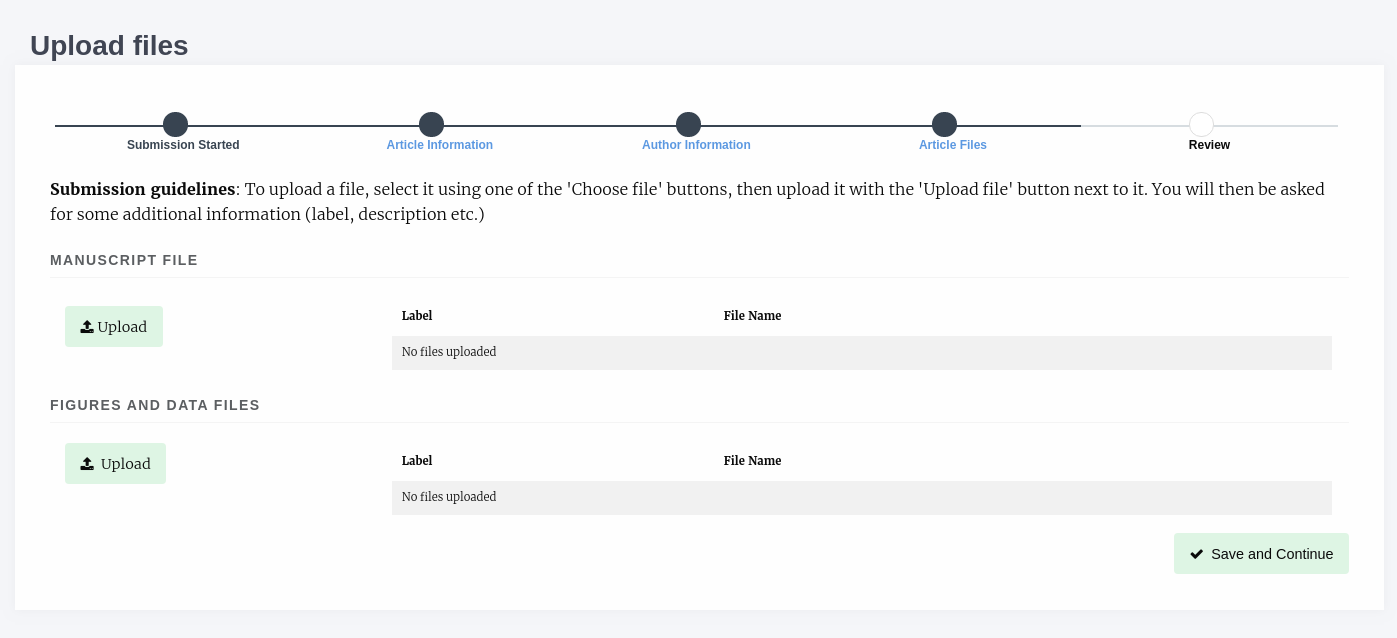 Upload files
Submission Started
Article Information
Author Information
Article Files
Review
Submission guidelines: To upload a file, select it using one of the 'Choose file' buttons, then upload it with the 'Upload file' button next to it. You will then be asked
for some additional information (label, description etc.)
MANUSCRIPT FILE
Upload
Label
File Name
No files uploaded
FIGURES AND DATA FILES
Upload
Label
File Name
No files uploaded
Save and Continue